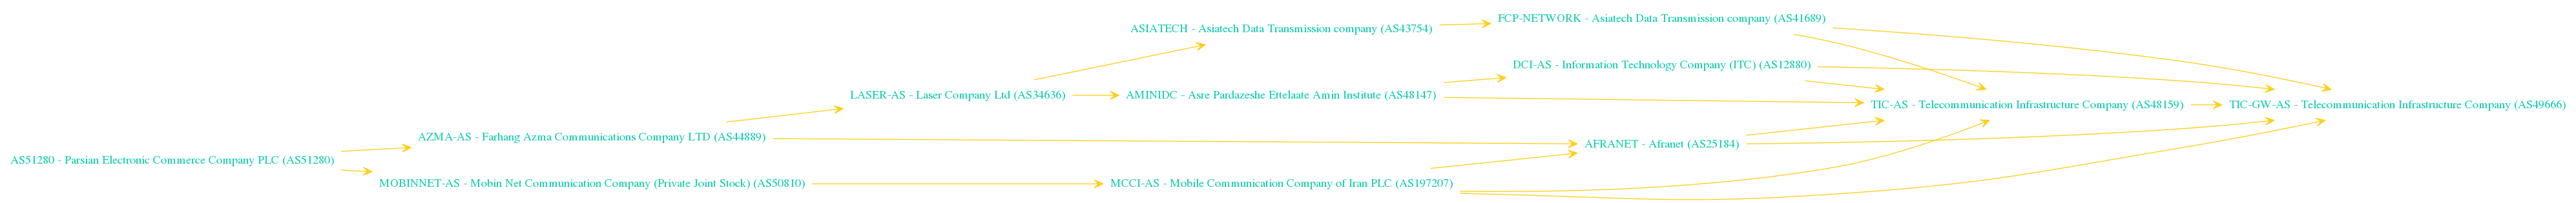 AS51280 - Parsian Electronic Commerce Company PLC (AS51280)
AZMA-AS - Farhang Azma Communications Company LTD (AS44889)
MOBINNET-AS - Mobin Net Communication Company (Private Joint Stock) (AS50810)
LASER-AS - Laser Company Ltd (AS34636)
ASIATECH - Asiatech Data Transmission company (AS43754)
AMINIDC - Asre Pardazeshe Ettelaate Amin Institute (AS48147)
MCCI-AS - Mobile Communication Company of Iran PLC (AS197207)
FCP-NETWORK - Asiatech Data Transmission company (AS41689)
DCI-AS - Information Technology Company (ITC) (AS12880)
AFRANET - Afranet (AS25184)
TIC-AS - Telecommunication Infrastructure Company (AS48159)
TIC-GW-AS - Telecommunication Infrastructure Company (AS49666)